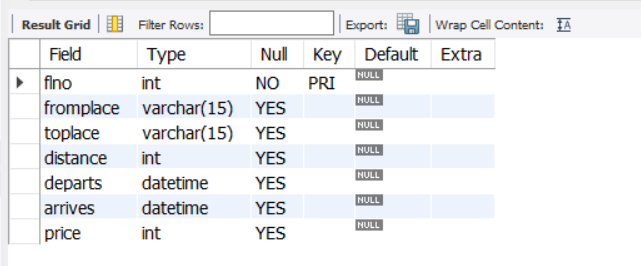 Result Grid Filter Rows: Export: Wrap Cell Content: IA
Field Type Null Key Default Extra
flno int NO PRI NULL
fromplace varchar(15) YES NULL
toplace varchar(15) YES NULL
distance int YES NULL
departs datetime YES NULL
arrives datetime YES NULL
price int YES NULL